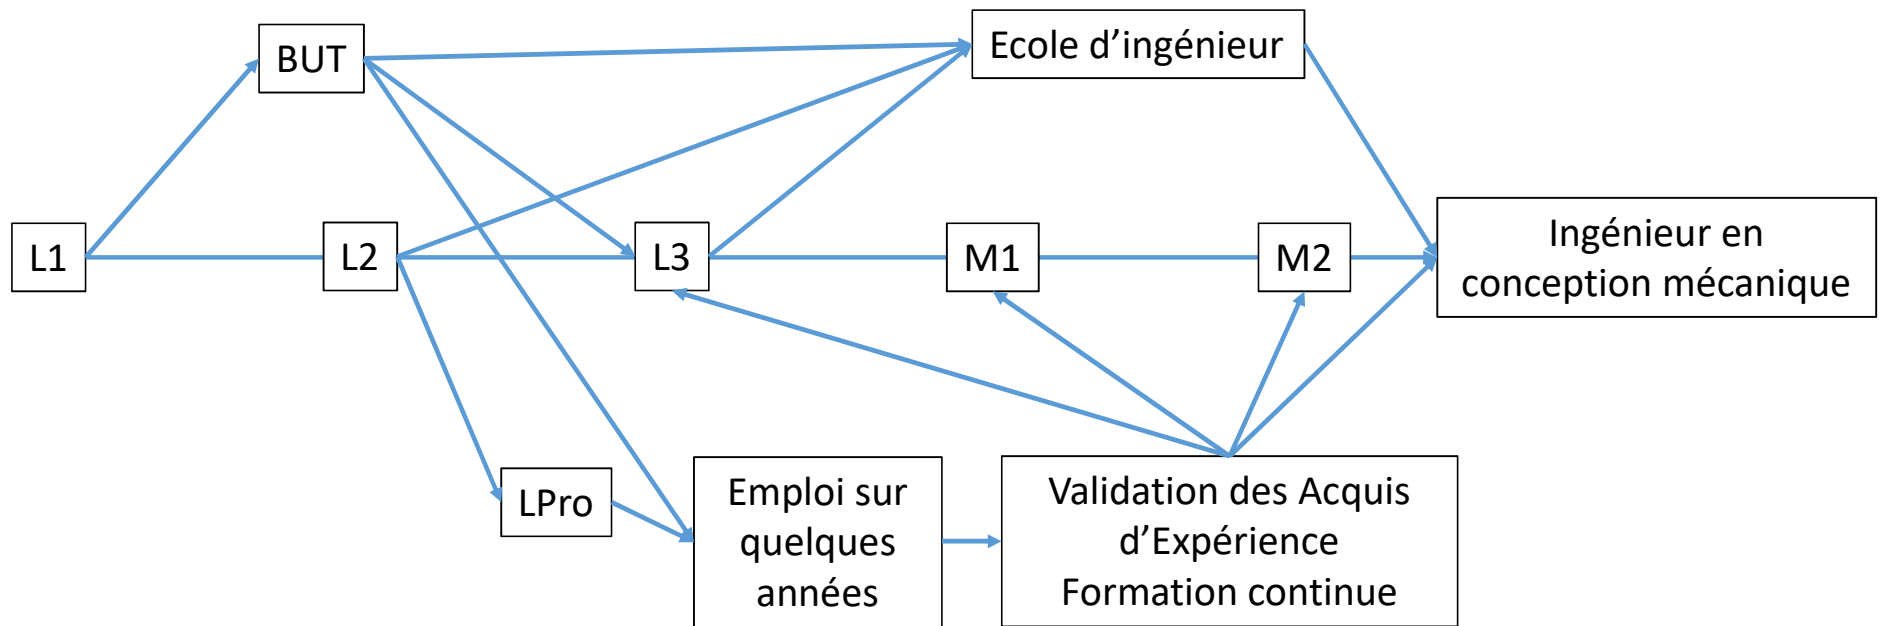 BUT
Ecole d’ingénieur
L1
L2
L3
M1
M2
Ingénieur en
conception mécanique
LPro
Emploi sur
quelques
années
Validation des Acquis
d’Expérience
Formation continue